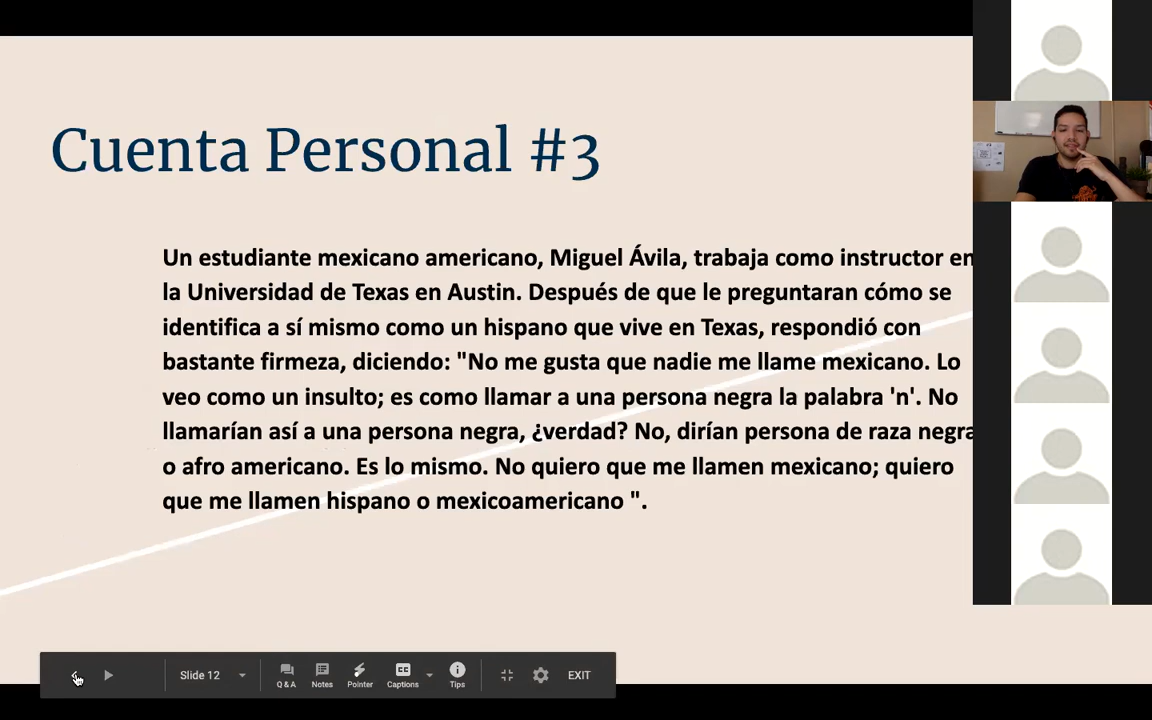 Cuenta Personal #3
Un estudiante mexicano americano, Miguel Ávila, trabaja como instructor en
la Universidad de Texas en Austin. Después de que le preguntaran cómo se
identifica a sí mismo como un hispano que vive en Texas, respondió con
bastante firmeza, diciendo: "No me gusta que nadie me llame mexicano. Lo
veo como un insulto; es como llamar a una persona negra la palabra 'n'. No
llamarían así a una persona negra, ¿verdad? No, dirían persona de raza negra
o afro americano. Es lo mismo. No quiero que me llamen mexicano; quiero
que me llamen hispano o mexicoamericano ".
Slide 12
Q & A Notes Pointer Captions Tips EXIT